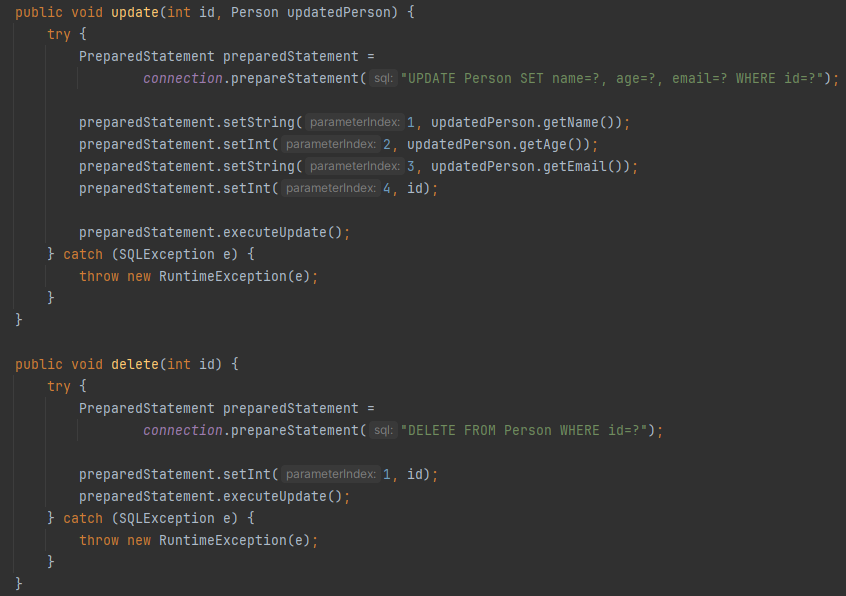 public void update(int id, Person updatedPerson) {
try {
PreparedStatement preparedStatement =
connection.prepareStatement( sql: "UPDATE Person SET name=?, age=?, email=? WHERE id=?");
preparedStatement.setString( parameterIndex: 1, updatedPerson.getName());
preparedStatement.setInt( parameterIndex: 2, updatedPerson.getAge());
preparedStatement.setString( parameterIndex: 3, updatedPerson.getEmail());
preparedStatement.setInt( parameterIndex: 4, id);
preparedStatement.executeUpdate();
} catch (SQLException e) {
throw new RuntimeException(e);
}
}
public void delete(int id) {
try {
PreparedStatement preparedStatement =
connection.prepareStatement( sql: "DELETE FROM Person WHERE id=?");
preparedStatement.setInt( parameterIndex: 1, id);
preparedStatement.executeUpdate();
} catch (SQLException e) {
throw new RuntimeException(e);
}
}